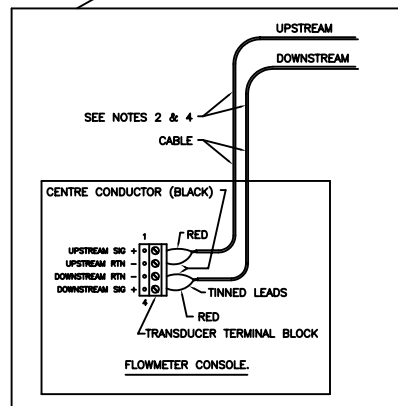 UPSTREAM
DOWNSTREAM
SEE NOTES 2 & 4
CABLE
CENTRE CONDUCTOR (BLACK)
1
RED
UPSTREAM SIG +
UPSTREAM RTN -
DOWNSTREAM RTN -
DOWNSTREAM SIG +
4
TINNED LEADS
RED
TRANSDUCER TERMINAL BLOCK
FLOWMETER CONSOLE.